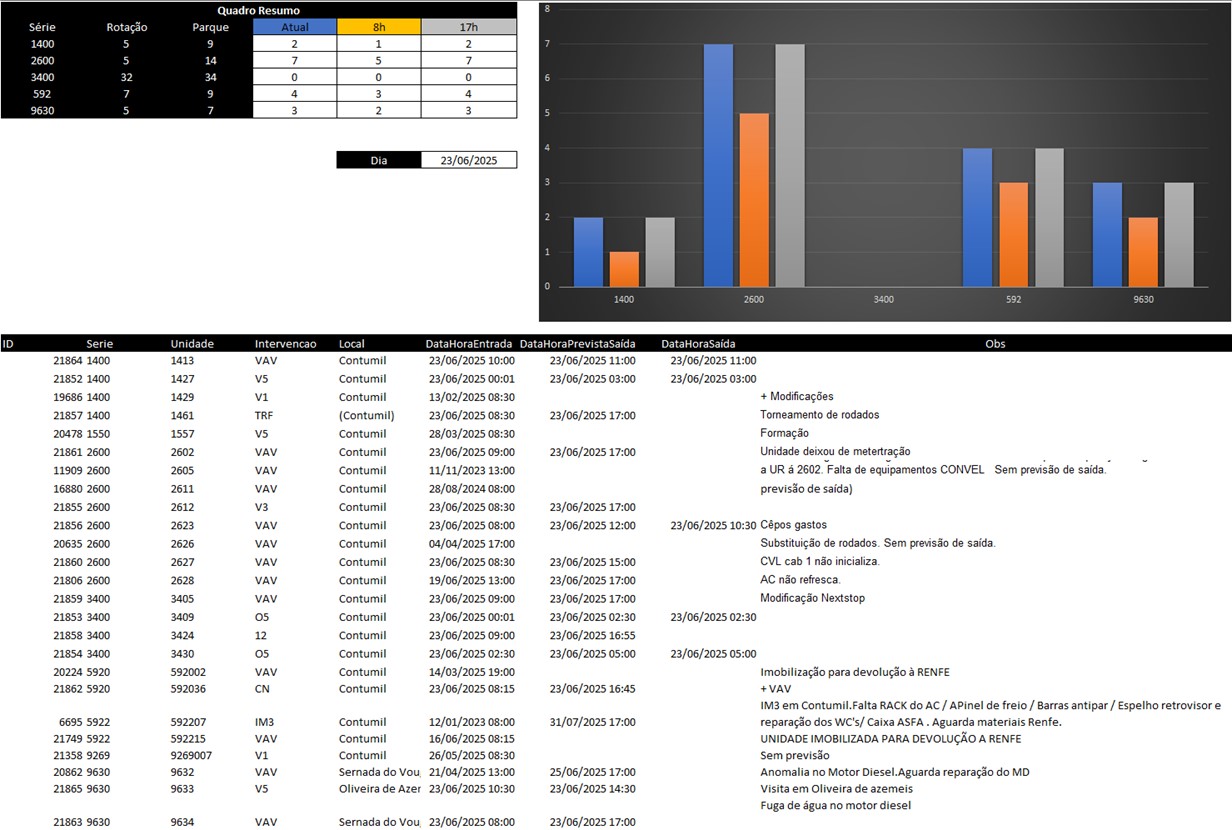 Quadro Resumo
Série Rotação Parque Atual 8h 17h
1400 5 9 2 1 2
2600 5 14 7 5 7
3400 32 34 0 0 0
592 7 9 4 3 4
9630 5 7 3 2 3
Dia 23/06/2025
8
7
6
5
4
3
2
1
0
1400 2600 3400 592 9630
ID Serie Unidade Intervencao Local DataHoraEntrada DataHoraPrevistaSaída DataHoraSaída Obs
21864 1400 1413 VAV Contumil 23/06/2025 10:00 23/06/2025 11:00 23/06/2025 11:00
21852 1400 1427 V5 Contumil 23/06/2025 00:01 23/06/2025 03:00 23/06/2025 03:00
19686 1400 1429 V1 Contumil 13/02/2025 08:30 + Modificações
21857 1400 1461 TRF (Contumil) 23/06/2025 08:30 23/06/2025 17:00 Torneamento de rodados
20478 1550 1557 V5 Contumil 28/03/2025 08:30 Formação
21861 2600 2602 VAV Contumil 23/06/2025 09:00 23/06/2025 17:00 Unidade deixou de metertração
11909 2600 2605 VAV Contumil 11/11/2023 13:00 a UR á 2602. Falta de equipamentos CONVEL Sem previsão de saída.
16880 2600 2611 VAV Contumil 28/08/2024 08:00 previsão de saída)
21855 2600 2612 V3 Contumil 23/06/2025 08:30 23/06/2025 17:00
21856 2600 2623 VAV Contumil 23/06/2025 08:00 23/06/2025 12:00 23/06/2025 10:30 Cêpos gastos
20635 2600 2626 VAV Contumil 04/04/2025 17:00 Substituição de rodados. Sem previsão de saída.
21860 2600 2627 VAV Contumil 23/06/2025 08:30 23/06/2025 15:00 CVL cab 1 não inicializa.
21806 2600 2628 VAV Contumil 19/06/2025 13:00 23/06/2025 17:00 AC não refresca.
21859 3400 3405 VAV Contumil 23/06/2025 09:00 23/06/2025 17:00 Modificação Nextstop
21853 3400 3409 O5 Contumil 23/06/2025 00:01 23/06/2025 02:30 23/06/2025 02:30
21858 3400 3424 12 Contumil 23/06/2025 09:00 23/06/2025 16:55
21854 3400 3430 O5 Contumil 23/06/2025 02:30 23/06/2025 05:00 23/06/2025 05:00
20224 5920 592002 VAV Contumil 14/03/2025 19:00 Imobilização para devolução à RENFE
21862 5920 592036 CN Contumil 23/06/2025 08:15 23/06/2025 16:45 + VAV
IM3 em Contumil.Falta RACK do AC / APinel de freio / Barras antipar / Espelho retrovisor e
6695 5922 592207 IM3 Contumil 12/01/2023 08:00 31/07/2025 17:00 reparação dos WC's/ Caixa ASFA . Aguarda materiais Renfe.
21749 5922 592215 VAV Contumil 16/06/2025 08:15 UNIDADE IMOBILIZADA PARA DEVOLUÇÃO A RENFE
21358 9269 9269007 V1 Contumil 26/05/2025 08:30 Sem previsão
20862 9630 9632 VAV Sernada do Vou 21/04/2025 13:00 25/06/2025 17:00 Anomalia no Motor Diesel.Aguarda reparação do MD
21865 9630 9633 V5 Oliveira de Azer 23/06/2025 10:30 23/06/2025 14:30 Visita em Oliveira de azemeis
Fuga de água no motor diesel
21863 9630 9634 VAV Sernada do Vou 23/06/2025 08:00 23/06/2025 17:00